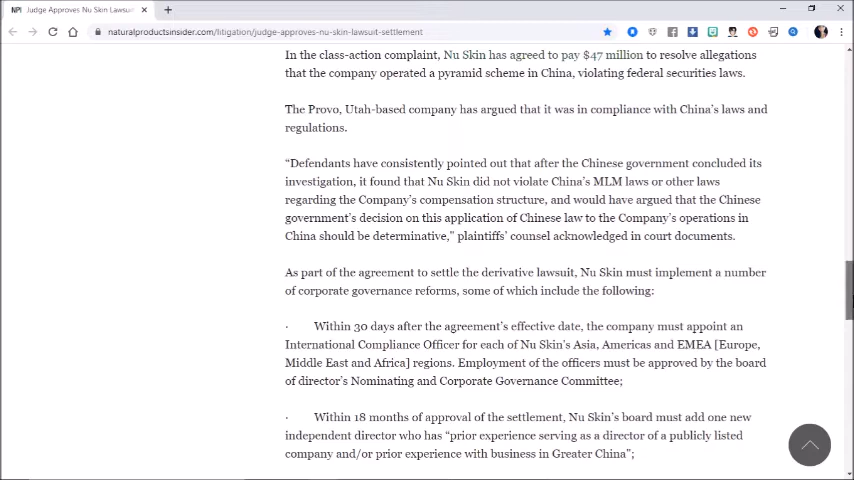 NPI Judge Approves Nu Skin Lawsuit
naturalproductsinsider.com/litigation/judge-approves-nu-skin-lawsuit-settlement
In the class-action complaint, Nu Skin has agreed to pay $47 million to resolve allegations
that the company operated a pyramid scheme in China, violating federal securities laws.
The Provo, Utah-based company has argued that it was in compliance with China's laws and
regulations.
“Defendants have consistently pointed out that after the Chinese government concluded its
investigation, it found that Nu Skin did not violate China's MLM laws or other laws
regarding the Company's compensation structure, and would have argued that the Chinese
government's decision on this application of Chinese law to the Company's operations in
China should be determinative,” plaintiffs' counsel acknowledged in court documents.
As part of the agreement to settle the derivative lawsuit, Nu Skin must implement a number
of corporate governance reforms, some of which include the following:
· Within 30 days after the agreement's effective date, the company must appoint an
International Compliance Officer for each of Nu Skin's Asia, Americas and EMEA [Europe,
Middle East and Africa] regions. Employment of the officers must be approved by the board
of director's Nominating and Corporate Governance Committee;
· Within 18 months of approval of the settlement, Nu Skin's board must add one new
independent director who has “prior experience serving as a director of a publicly listed
company and/or prior experience with business in Greater China”;